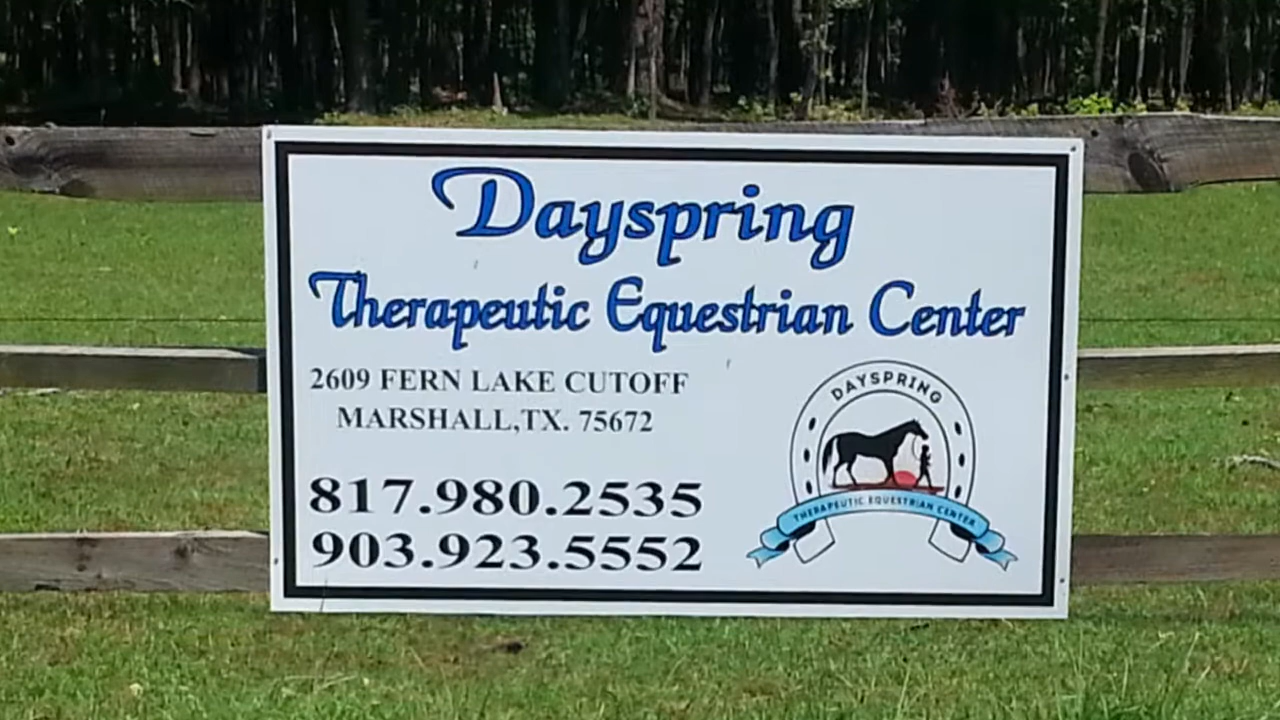 Dayspring
Therapeutic Equestrian Center
2609 FERN LAKE CUTOFF
MARSHALL,TX. 75672
817.980.2535
903.923.5552
DAYSPRING
THERAPEUTIC EQUESTRIAN CENTER